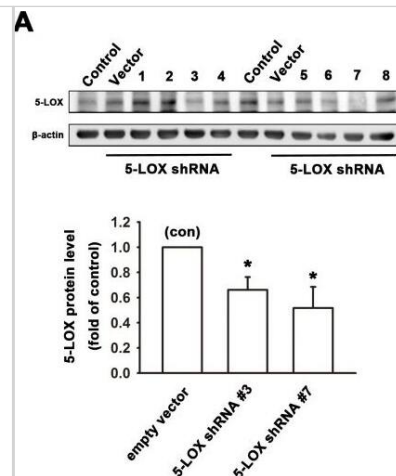 A
Control Vector 1 2 3 4 Control Vector 5 6 7 8
5-LOX
β-actin
5-LOX shRNA 5-LOX shRNA
5-LOX protein level
(fold of control)
1.2
1.0
0.8
0.6
0.4
0.2
0.0
(con)
*
*
empty vector
5-LOX shRNA #3
5-LOX shRNA #7